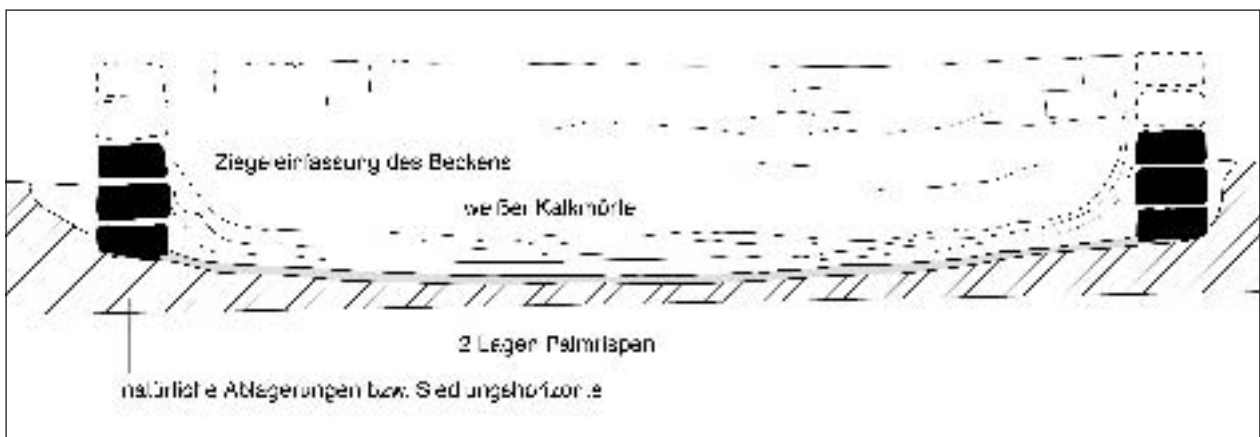 Ziegeleinfassung des Beckens
weißer Kalkmörtel
2 Lagen Palmrispen
natürliche Ablagerungen bzw. Siedlungshorizonte